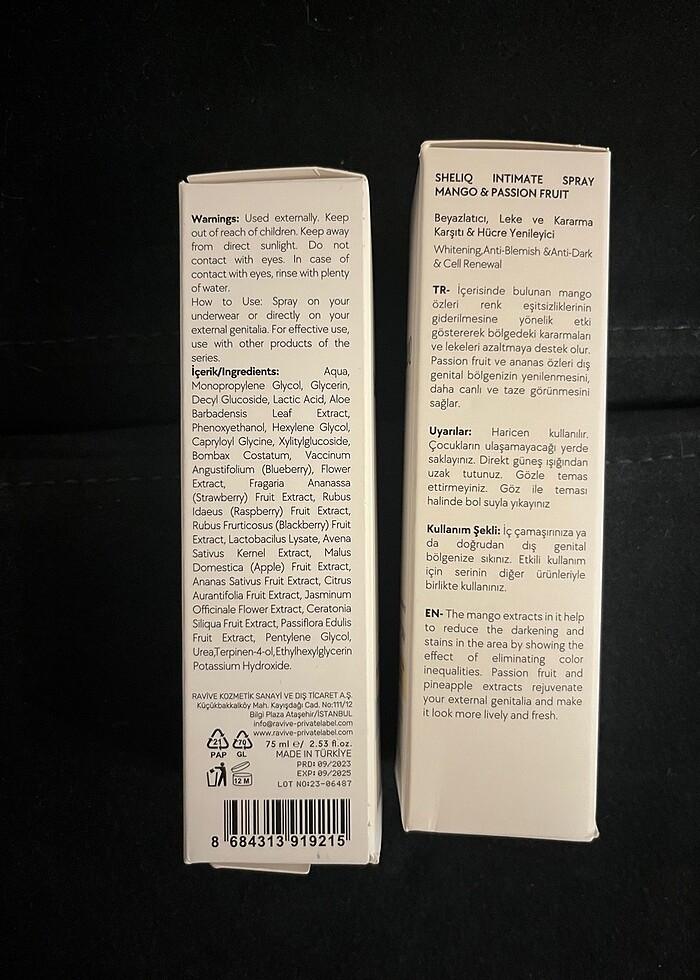 Warnings: Used externally. Keep
out of reach of children. Keep away
from direct sunlight. Do not
contact with eyes. In case of
contact with eyes, rinse with plenty
of water.
How to Use: Spray on your
underwear or directly on your
external genitalia. For effective use,
use with other products of the
series.
İçerik/Ingredients: Aqua,
Monopropylene Glycol, Glycerin,
Decyl Glucoside, Lactic Acid, Aloe
Barbadensis Leaf Extract,
Phenoxyethanol, Hexylene Glycol,
Capryloyl Glycine, Xylitylglucoside,
Bombax Costatum, Vaccinum
Angustifolium (Blueberry), Flower
Extract, Fragaria Ananassa
(Strawberry) Fruit Extract, Rubus
Idaeus (Raspberry) Fruit Extract,
Rubus Frurticosus (Blackberry) Fruit
Extract, Lactobacillus Lysate, Avena
Sativus Kernel Extract, Malus
Domestica (Apple) Fruit Extract,
Ananas Sativus Fruit Extract, Citrus
Aurantifolia Fruit Extract, Jasminum
Officinale Flower Extract, Ceratonia
Siliqua Fruit Extract, Passiflora Edulis
Fruit Extract, Pentylene Glycol,
Urea,Terpinen-4-ol,Ethylhexylglycerin
Potassium Hydroxide.
RAVIVE KOZMETİK SANAYİ VE DIŞ TİCARET A.Ş.
Küçükbakkalköy Mah. Kayışdağı Cad. No:111/12
Bilgi Plaza Ataşehir/İSTANBUL
info@ravive-privatelabel.com
www.ravive-privatelabel.com
21 PAP
70 GL
75 ml ℮/ 2.53 fl.oz.
MADE IN TÜRKİYE
PRD: 09/2023
EXP: 09/2025
12 M
LOT NO:23-06487
8 684313 919215
SHELIQ INTIMATE SPRAY
MANGO & PASSION FRUIT
Beyazlatıcı, Leke ve Kararma
Karşıtı & Hücre Yenileyici
Whitening,Anti-Blemish &Anti-Dark
& Cell Renewal
TR- İçerisinde bulunan mango
özleri renk eşitsizliklerinin
giderilmesine yönelik etki
göstererek bölgedeki kararmaları
ve lekeleri azaltmaya destek olur.
Passion fruit ve ananas özleri dış
genital bölgenizin yenilenmesini,
daha canlı ve taze görünmesini
sağlar.
Uyarılar: Haricen kullanılır.
Çocukların ulaşamayacağı yerde
saklayınız. Direkt güneş ışığından
uzak tutunuz. Gözle temas
ettirmeyiniz. Göz ile teması
halinde bol suyla yıkayınız
Kullanım Şekli: İç çamaşırınıza ya
da doğrudan dış genital
bölgenize sıkınız. Etkili kullanım
için serinin diğer ürünleriyle
birlikte kullanınız.
EN- The mango extracts in it help
to reduce the darkening and
stains in the area by showing the
effect of eliminating color
inequalities. Passion fruit and
pineapple extracts rejuvenate
your external genitalia and make
it look more lively and fresh.